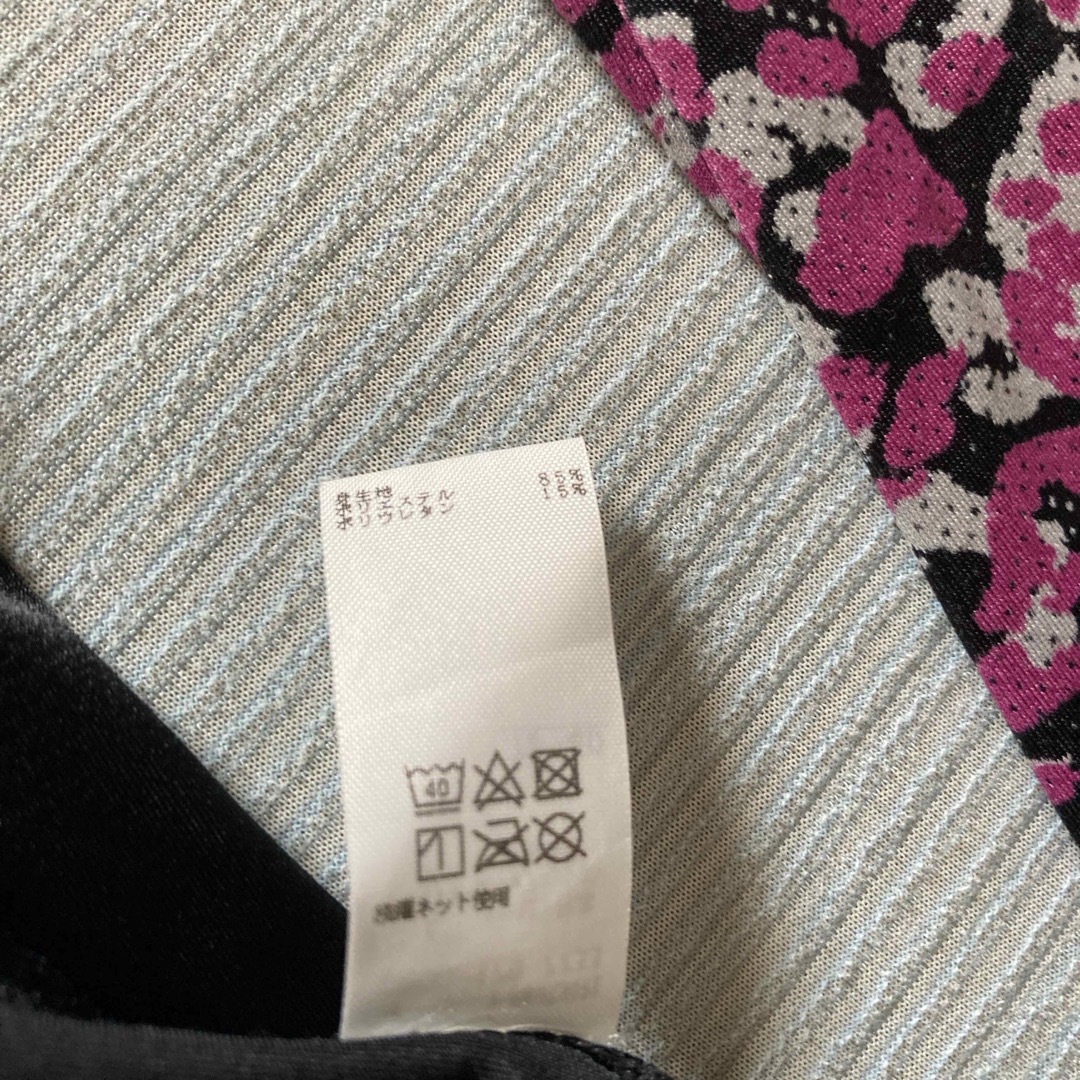 身生地
ポリエステル 85%
ポリウレタン 15%
40
洗濯ネット使用